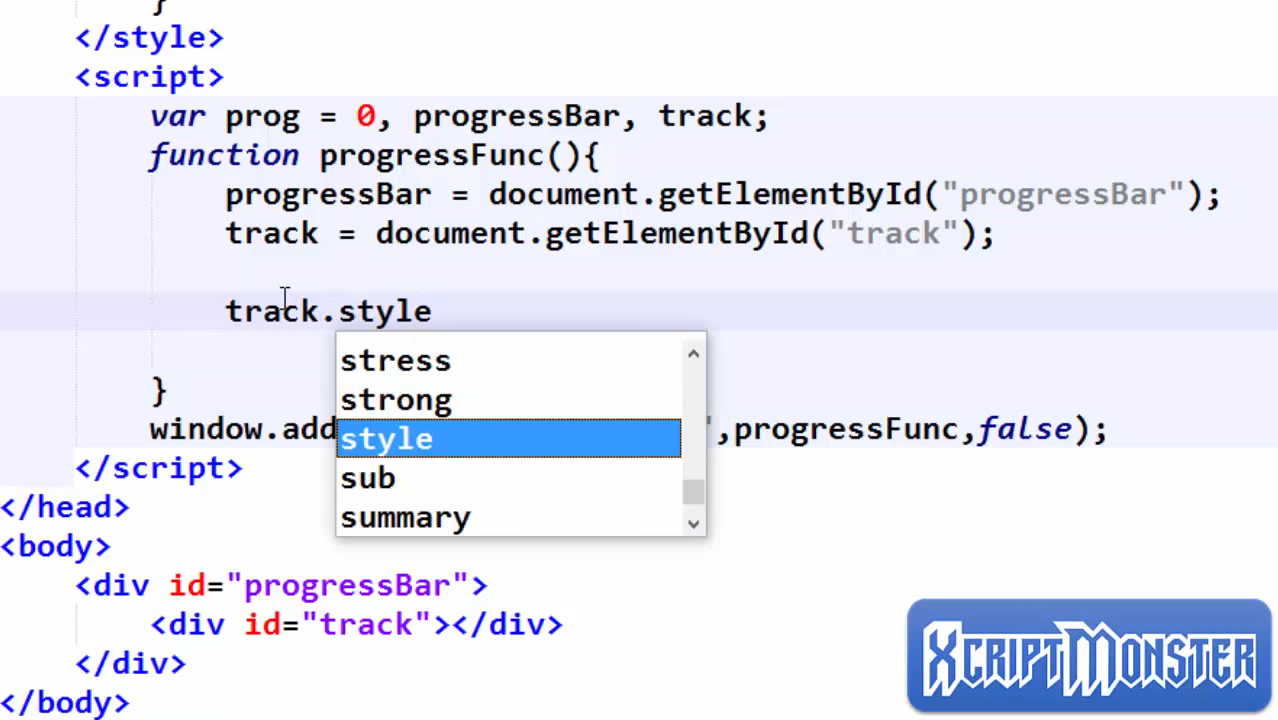 }
</style>
<script>
var prog = 0, progressBar, track;
function progressFunc(){
progressBar = document.getElementById("progressBar");
track = document.getElementById("track");
track.style
stress
strong
}
window.add ",progressFunc,false);
style
</script>
sub
</head>
summary
<body>
<div id="progressBar">
<div id="track"></div>
</div>
</body>
XCRIPTMONSTER